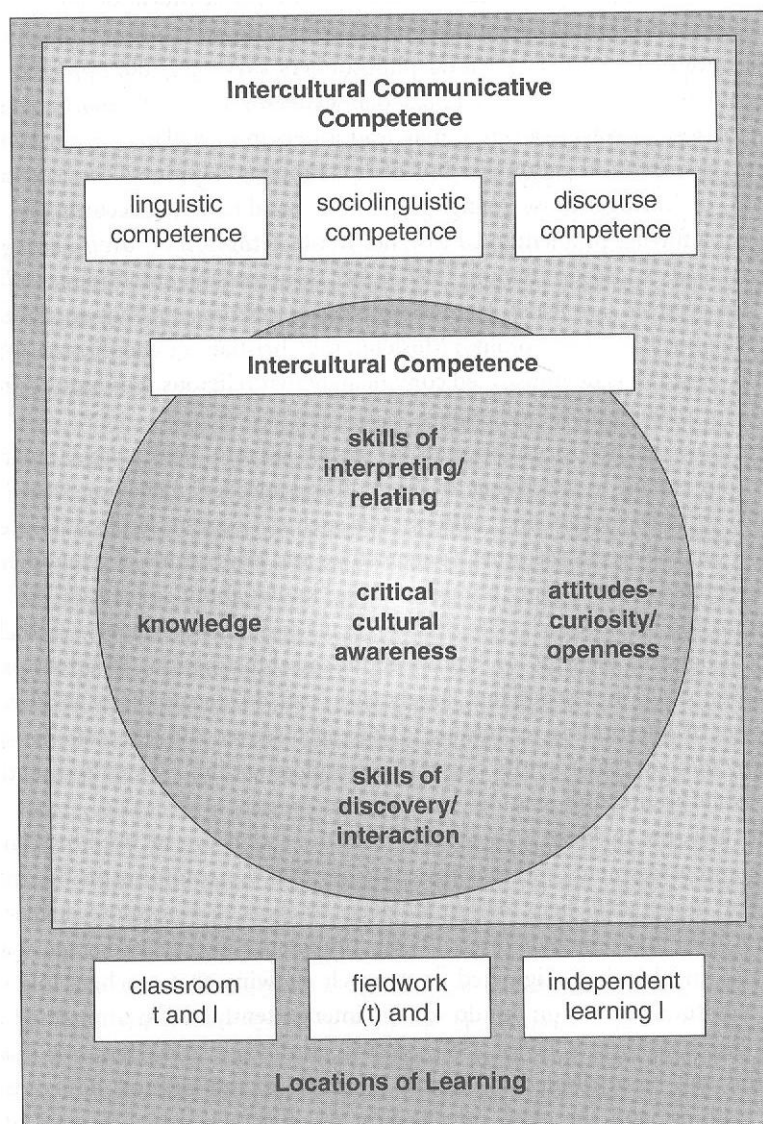 Intercultural Communicative
Competence
linguistic
competence
sociolinguistic
competence
discourse
competence
Intercultural Competence
skills of
interpreting/
relating
knowledge
critical
cultural
awareness
attitudes-
curiosity/
openness
skills of
discovery/
interaction
classroom
t and l
fieldwork
(t) and l
independent
learning l
Locations of Learning